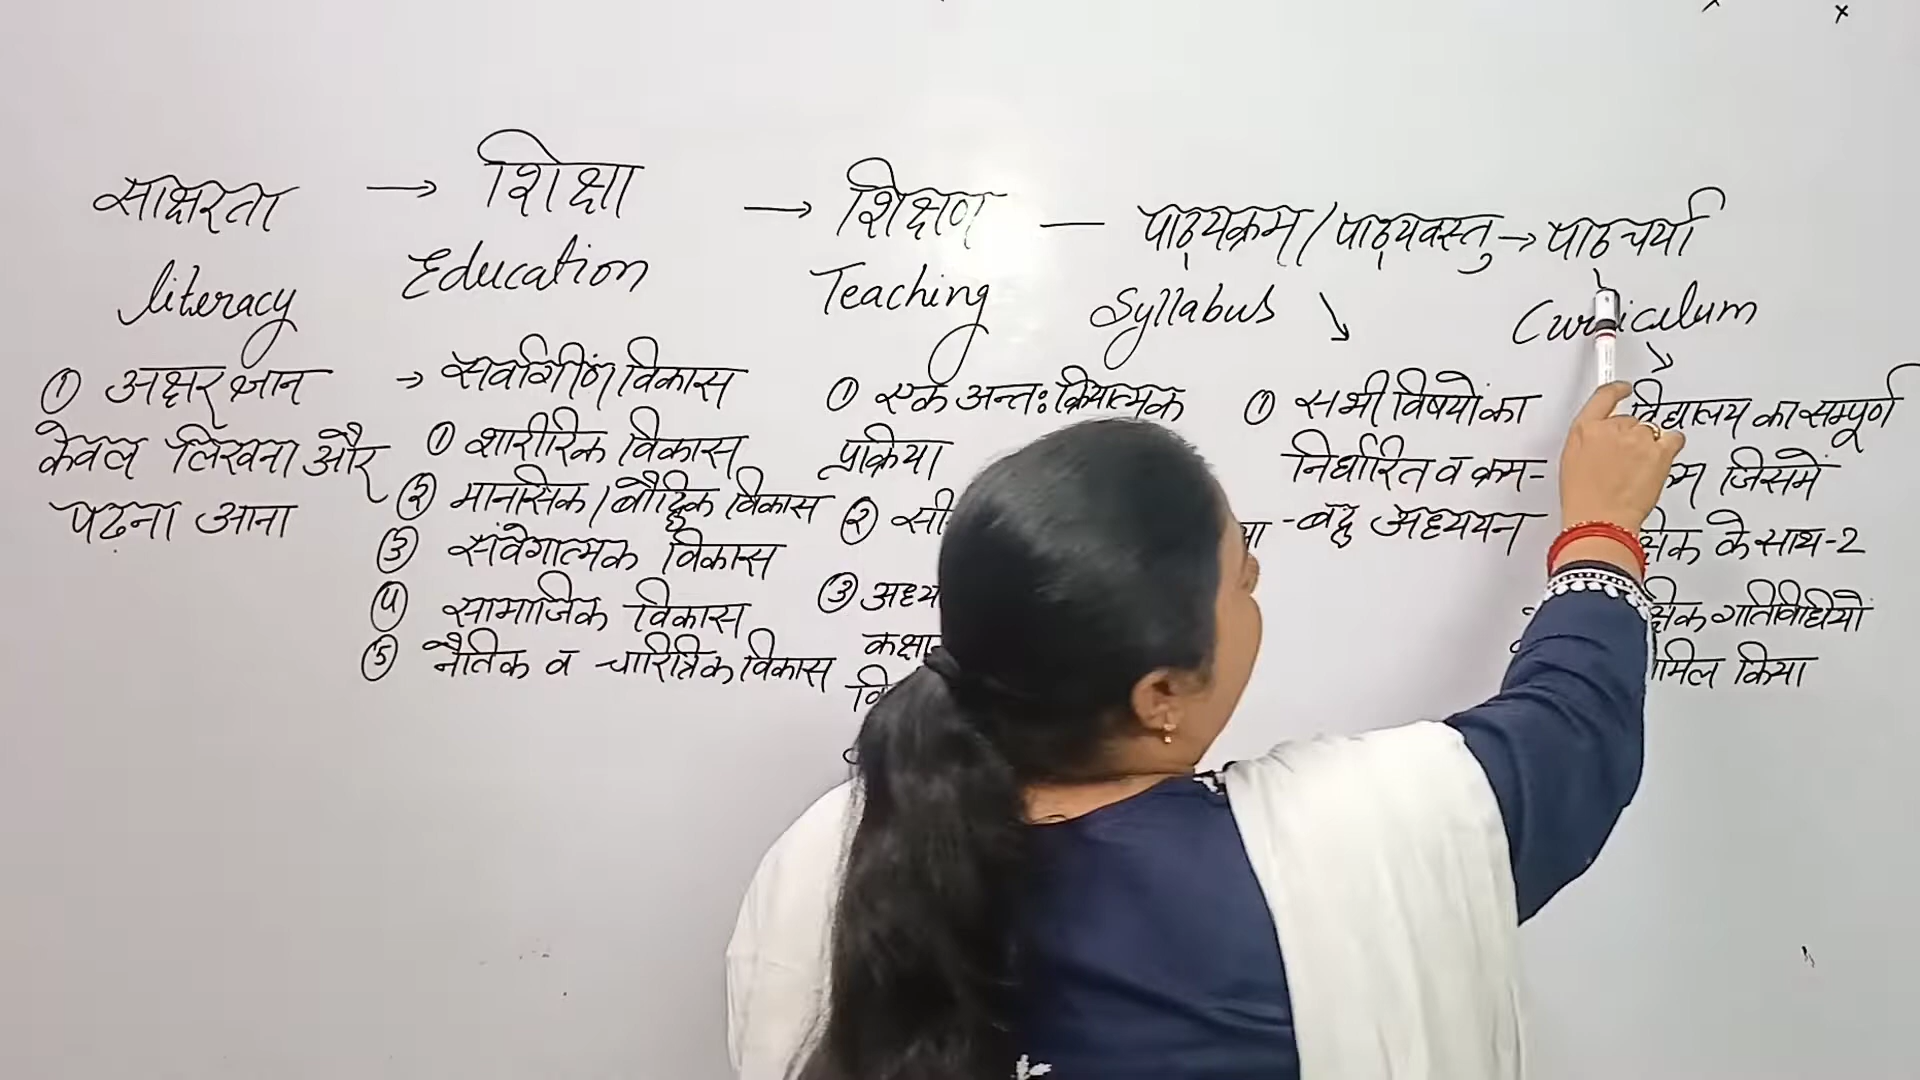 साक्षरता → शिक्षा → शिक्षण — पाठ्यक्रम / पाठ्यवस्तु → पाठचर्या
literacy Education Teaching Syllabus Curriculum
① अक्षर ज्ञान
केवल लिखना और
पढ़ना आना
→ सर्वांगीण विकास
① शारीरिक विकास
② मानसिक / बौद्धिक विकास
③ संवेगात्मक विकास
④ सामाजिक विकास
⑤ नैतिक व चारित्रिक विकास
① एक अन्तः क्रियात्मक
प्रक्रिया
②
③
① सभी विषयों का
निर्धारित व क्रम-
-बद्ध अध्ययन
विद्यालय का सम्पूर्ण
जिसमें
के साथ-2
गतिविधियों
किया